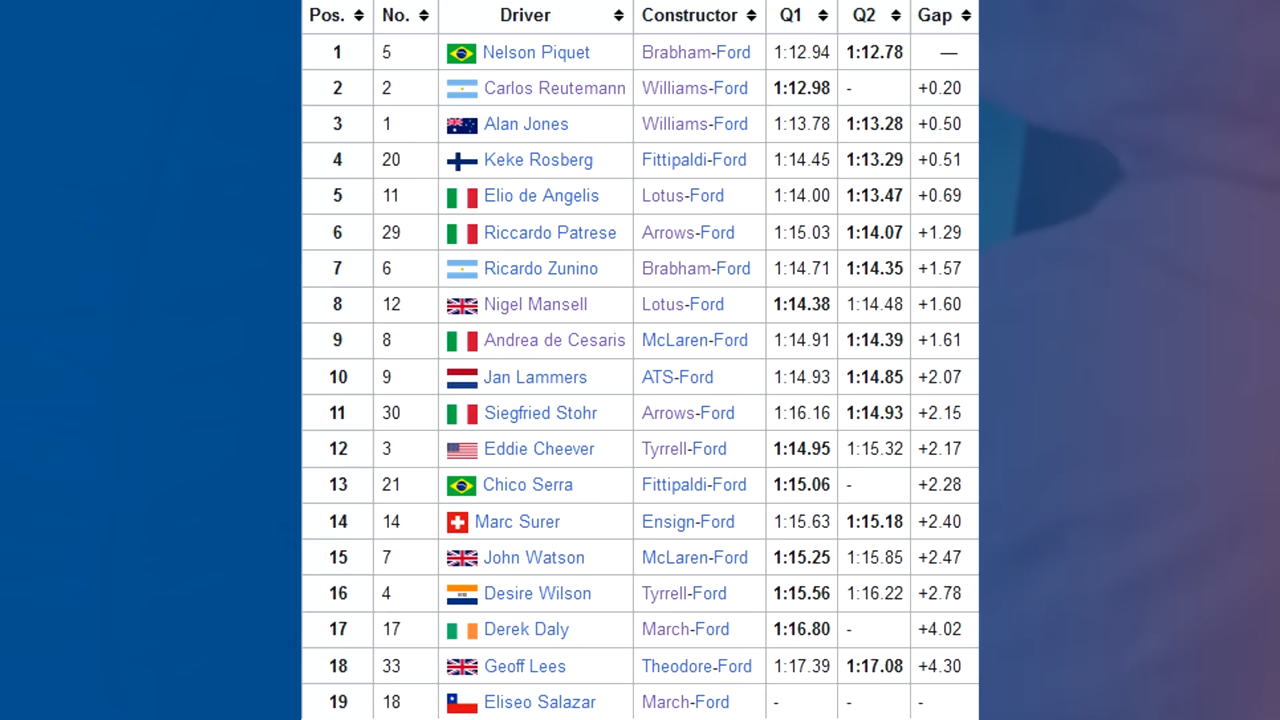 Pos. No. Driver Constructor Q1 Q2 Gap
1 5 Nelson Piquet Brabham-Ford 1:12.94 1:12.78 —
2 2 Carlos Reutemann Williams-Ford 1:12.98 - +0.20
3 1 Alan Jones Williams-Ford 1:13.78 1:13.28 +0.50
4 20 Keke Rosberg Fittipaldi-Ford 1:14.45 1:13.29 +0.51
5 11 Elio de Angelis Lotus-Ford 1:14.00 1:13.47 +0.69
6 29 Riccardo Patrese Arrows-Ford 1:15.03 1:14.07 +1.29
7 6 Ricardo Zunino Brabham-Ford 1:14.71 1:14.35 +1.57
8 12 Nigel Mansell Lotus-Ford 1:14.38 1:14.48 +1.60
9 8 Andrea de Cesaris McLaren-Ford 1:14.91 1:14.39 +1.61
10 9 Jan Lammers ATS-Ford 1:14.93 1:14.85 +2.07
11 30 Siegfried Stohr Arrows-Ford 1:16.16 1:14.93 +2.15
12 3 Eddie Cheever Tyrrell-Ford 1:14.95 1:15.32 +2.17
13 21 Chico Serra Fittipaldi-Ford 1:15.06 - +2.28
14 14 Marc Surer Ensign-Ford 1:15.63 1:15.18 +2.40
15 7 John Watson McLaren-Ford 1:15.25 1:15.85 +2.47
16 4 Desire Wilson Tyrrell-Ford 1:15.56 1:16.22 +2.78
17 17 Derek Daly March-Ford 1:16.80 - +4.02
18 33 Geoff Lees Theodore-Ford 1:17.39 1:17.08 +4.30
19 18 Eliseo Salazar March-Ford - - -